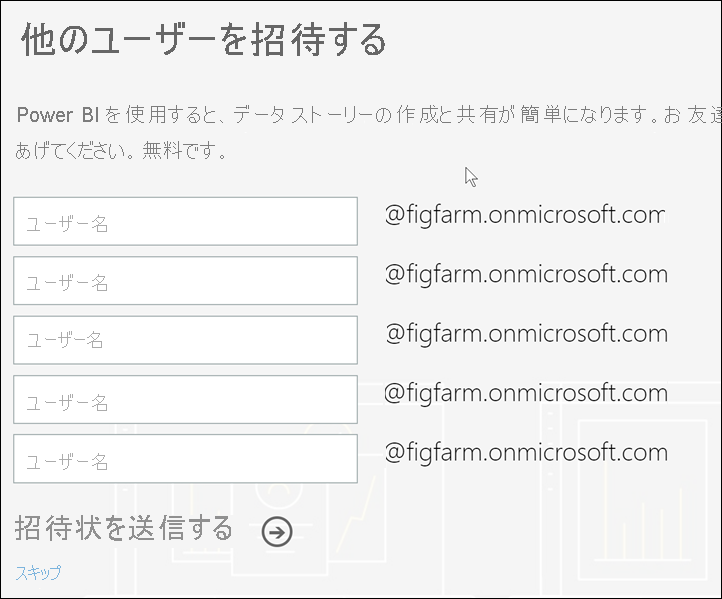 他のユーザーを招待する
Power BI を使用すると、データ ストーリーの作成と共有が簡単になります。お友達
あげてください。無料です。
ユーザー名 @figfarm.onmicrosoft.com
ユーザー名 @figfarm.onmicrosoft.com
ユーザー名 @figfarm.onmicrosoft.com
ユーザー名 @figfarm.onmicrosoft.com
ユーザー名 @figfarm.onmicrosoft.com
招待状を送信する
スキップ